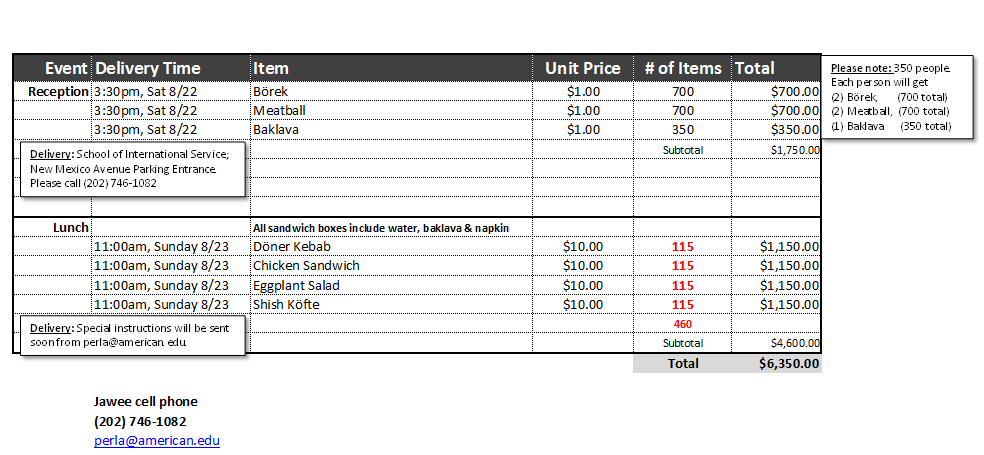 Event Delivery Time Item Unit Price # of Items Total
Reception 3:30pm, Sat 8/22 Börek $1.00 700 $700.00
3:30pm, Sat 8/22 Meatball $1.00 700 $700.00
3:30pm, Sat 8/22 Baklava $1.00 350 $350.00
Subtotal $1,750.00
Please note: 350 people.
Each person will get
(2) Börek, (700 total)
(2) Meatball, (700 total)
(1) Baklava (350 total)
Delivery: School of International Service;
New Mexico Avenue Parking Entrance.
Please call (202) 746-1082
Lunch All sandwich boxes include water, baklava & napkin
11:00am, Sunday 8/23 Döner Kebab $10.00 115 $1,150.00
11:00am, Sunday 8/23 Chicken Sandwich $10.00 115 $1,150.00
11:00am, Sunday 8/23 Eggplant Salad $10.00 115 $1,150.00
11:00am, Sunday 8/23 Shish Köfte $10.00 115 $1,150.00
460
Delivery: Special instructions will be sent
soon from perla@american.edu.
Subtotal $4,600.00
Total $6,350.00
Jawee cell phone
(202) 746-1082
perla@american.edu